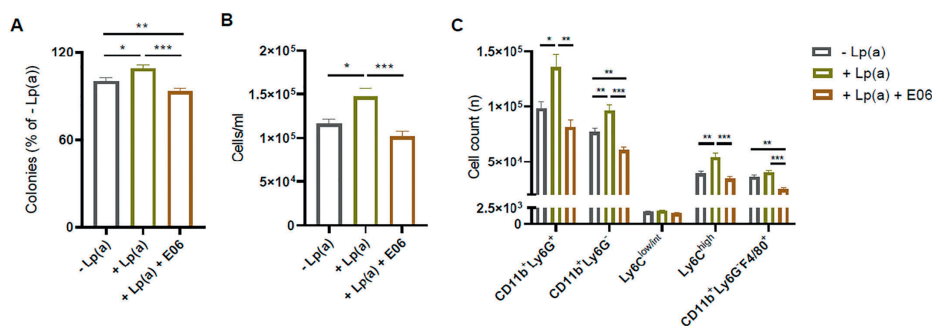 A
**
*
***
Colonies (% of - Lp(a))
120
60
0
- Lp(a)
+ Lp(a)
+ Lp(a) + E06
B
*
***
Cells/ml
2×10⁵
1.5×10⁵
1×10⁵
5×10⁴
0
- Lp(a)
+ Lp(a)
+ Lp(a) + E06
C
* **
**
** ***
** ***
**
***
Cell count (n)
1.5×10⁵
1×10⁵
5×10⁴
2.5×10³
0
CD11b⁺Ly6G⁺
CD11b⁺Ly6G⁻
Ly6C^low/int
Ly6C^high
CD11b⁺Ly6G⁻F4/80⁺
- Lp(a)
+ Lp(a)
+ Lp(a) + E06